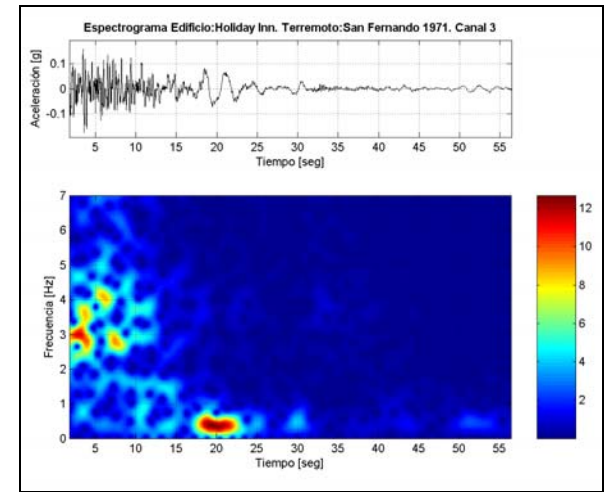 Espectrograma Edificio:Holiday Inn. Terremoto:San Fernando 1971. Canal 3
Aceleración [g]
0.1
0
-0.1
5 10 15 20 25 30 35 40 45 50 55
Tiempo [seg]
Frecuencia [Hz]
7
6
5
4
3
2
1
0
5 10 15 20 25 30 35 40 45 50 55
Tiempo [seg]
12
10
8
6
4
2